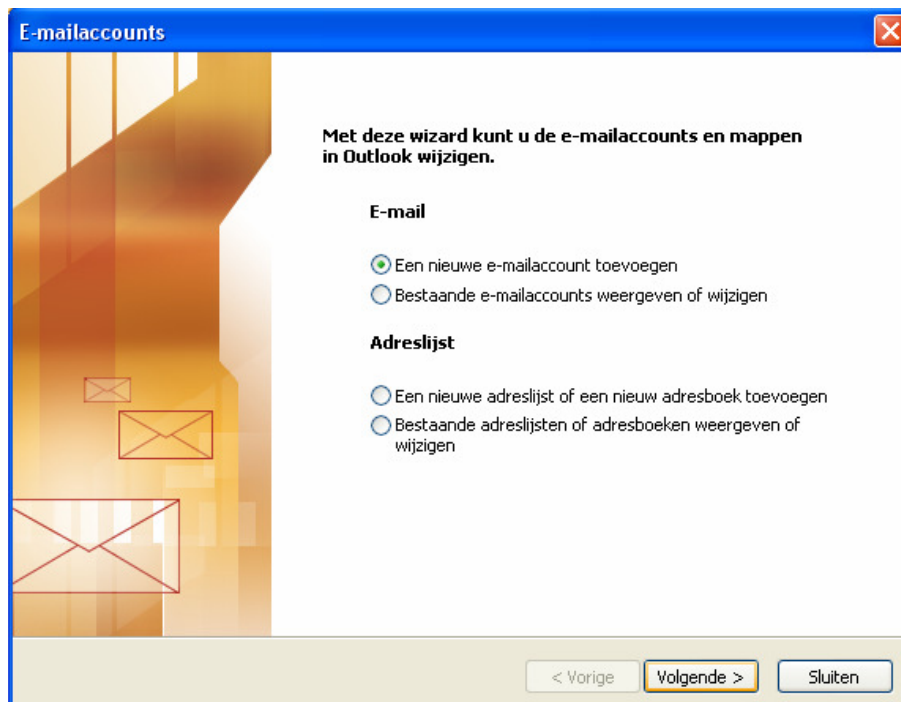 E-mailaccounts
Met deze wizard kunt u de e-mailaccounts en mappen
in Outlook wijzigen.
E-mail
Een nieuwe e-mailaccount toevoegen
Bestaande e-mailaccounts weergeven of wijzigen
Adreslijst
Een nieuwe adreslijst of een nieuw adresboek toevoegen
Bestaande adreslijsten of adresboeken weergeven of
wijzigen
< Vorige
Volgende >
Sluiten